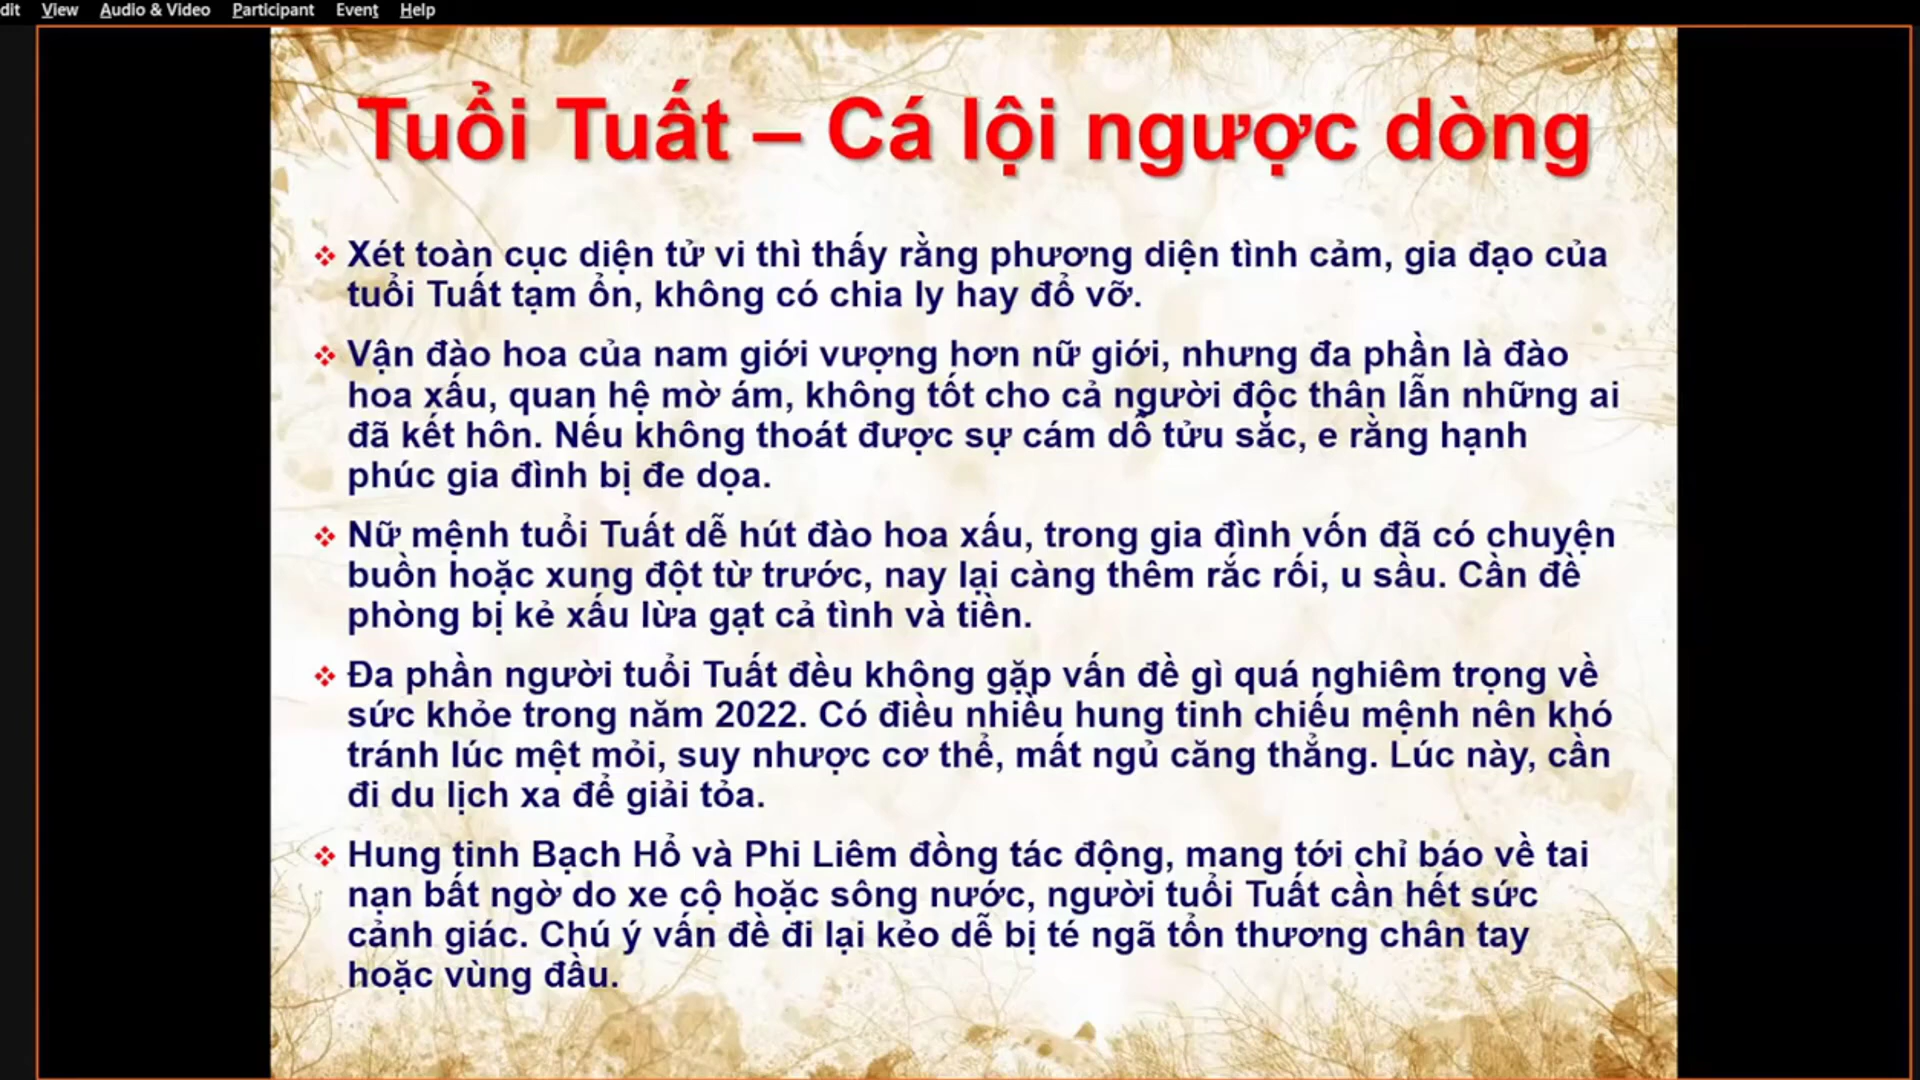 dit View Audio & Video Participant Event Help
Tuổi Tuất – Cá lội ngược dòng
Xét toàn cục diện tử vi thì thấy rằng phương diện tình cảm, gia đạo của
tuổi Tuất tạm ổn, không có chia ly hay đổ vỡ.
Vận đào hoa của nam giới vượng hơn nữ giới, nhưng đa phần là đào
hoa xấu, quan hệ mờ ám, không tốt cho cả người độc thân lẫn những ai
đã kết hôn. Nếu không thoát được sự cám dỗ tửu sắc, e rằng hạnh
phúc gia đình bị đe dọa.
Nữ mệnh tuổi Tuất dễ hút đào hoa xấu, trong gia đình vốn đã có chuyện
buồn hoặc xung đột từ trước, nay lại càng thêm rắc rối, u sầu. Cần đề
phòng bị kẻ xấu lừa gạt cả tình và tiền.
Đa phần người tuổi Tuất đều không gặp vấn đề gì quá nghiêm trọng về
sức khỏe trong năm 2022. Có điều nhiều hung tinh chiếu mệnh nên khó
tránh lúc mệt mỏi, suy nhược cơ thể, mất ngủ căng thẳng. Lúc này, cần
đi du lịch xa để giải tỏa.
Hung tinh Bạch Hổ và Phi Liêm đồng tác động, mang tới chỉ báo về tai
nạn bất ngờ do xe cộ hoặc sông nước, người tuổi Tuất cần hết sức
cảnh giác. Chú ý vấn đề đi lại kẻo dễ bị té ngã tổn thương chân tay
hoặc vùng đầu.